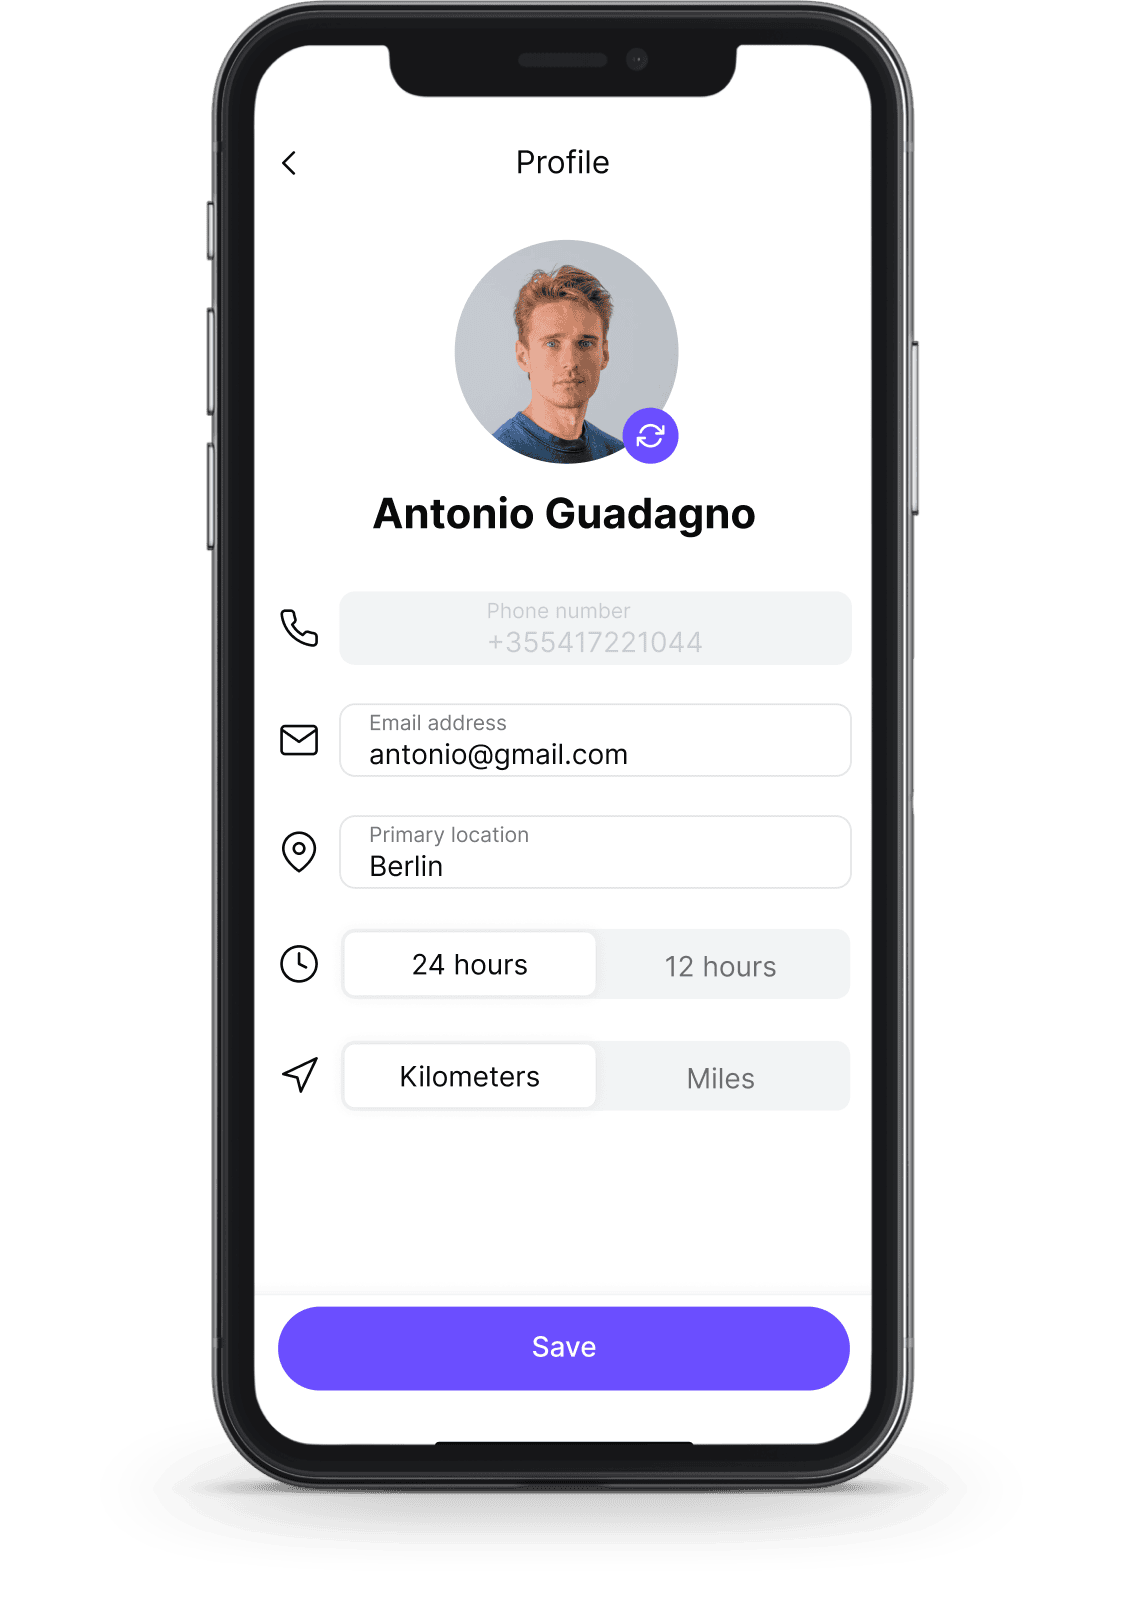 Profile
Antonio Guadagno
Phone number
+355417221044
Email address
antonio@gmail.com
Primary location
Berlin
24 hours
12 hours
Kilometers
Miles
Save